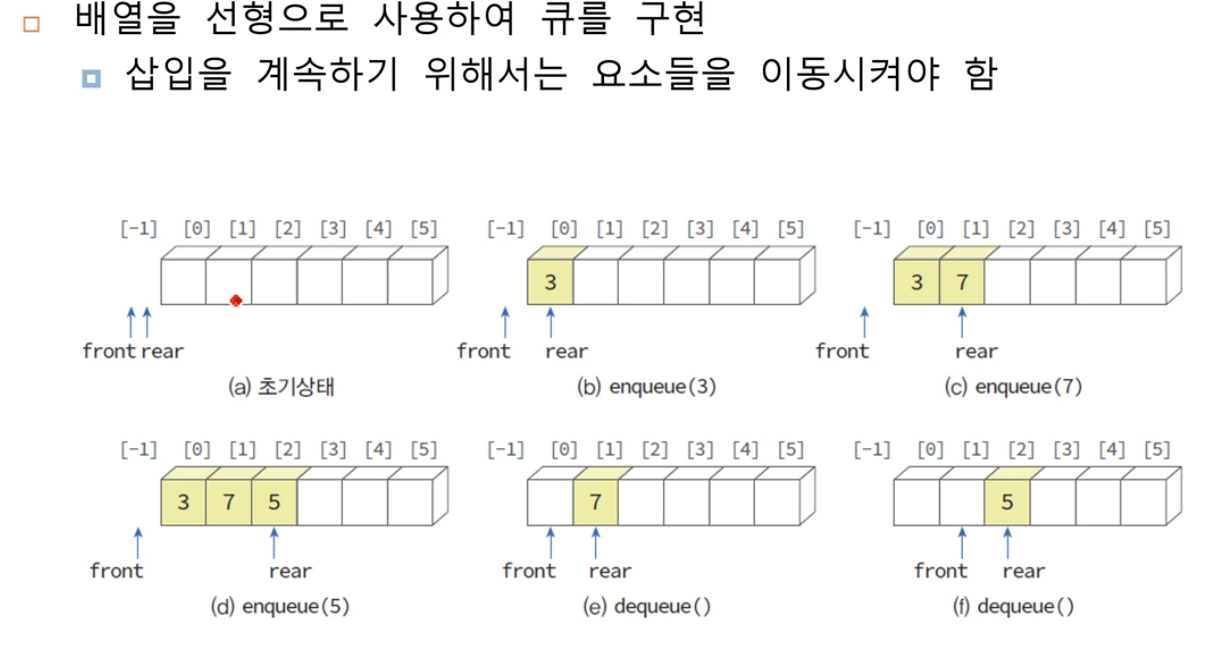 배열을 선형으로 사용하여 큐를 구현
삽입을 계속하기 위해서는 요소들을 이동시켜야 함
[-1] [0] [1] [2] [3] [4] [5]
front rear
(a) 초기상태
[-1] [0] [1] [2] [3] [4] [5]
3
front rear
(b) enqueue(3)
[-1] [0] [1] [2] [3] [4] [5]
3 7
front rear
(c) enqueue(7)
[-1] [0] [1] [2] [3] [4] [5]
3 7 5
front rear
(d) enqueue(5)
[-1] [0] [1] [2] [3] [4] [5]
7
front rear
(e) dequeue()
[-1] [0] [1] [2] [3] [4] [5]
5
front rear
(f) dequeue()